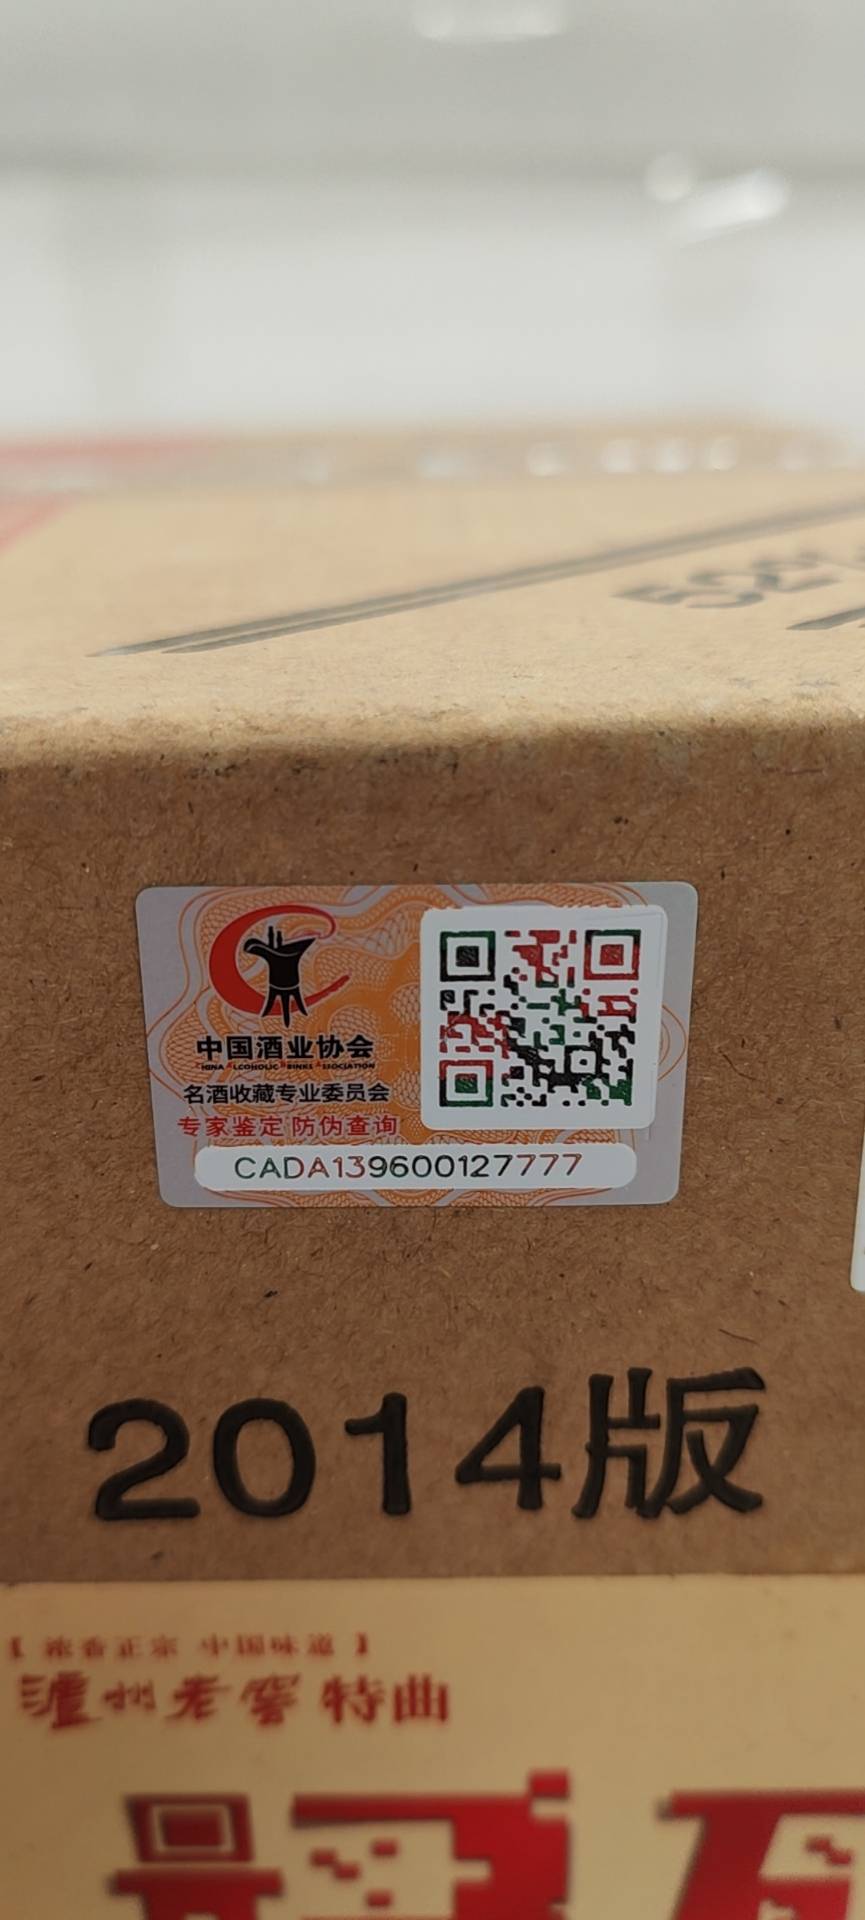 52%
中国酒业协会
CHINA ALCOHOLIC DRINKS ASSOCIATION
名酒收藏专业委员会
专家鉴定 防伪查询
CADA139600127777
2014版
【 浓香正宗 中国味道 】
泸州老窖 特曲